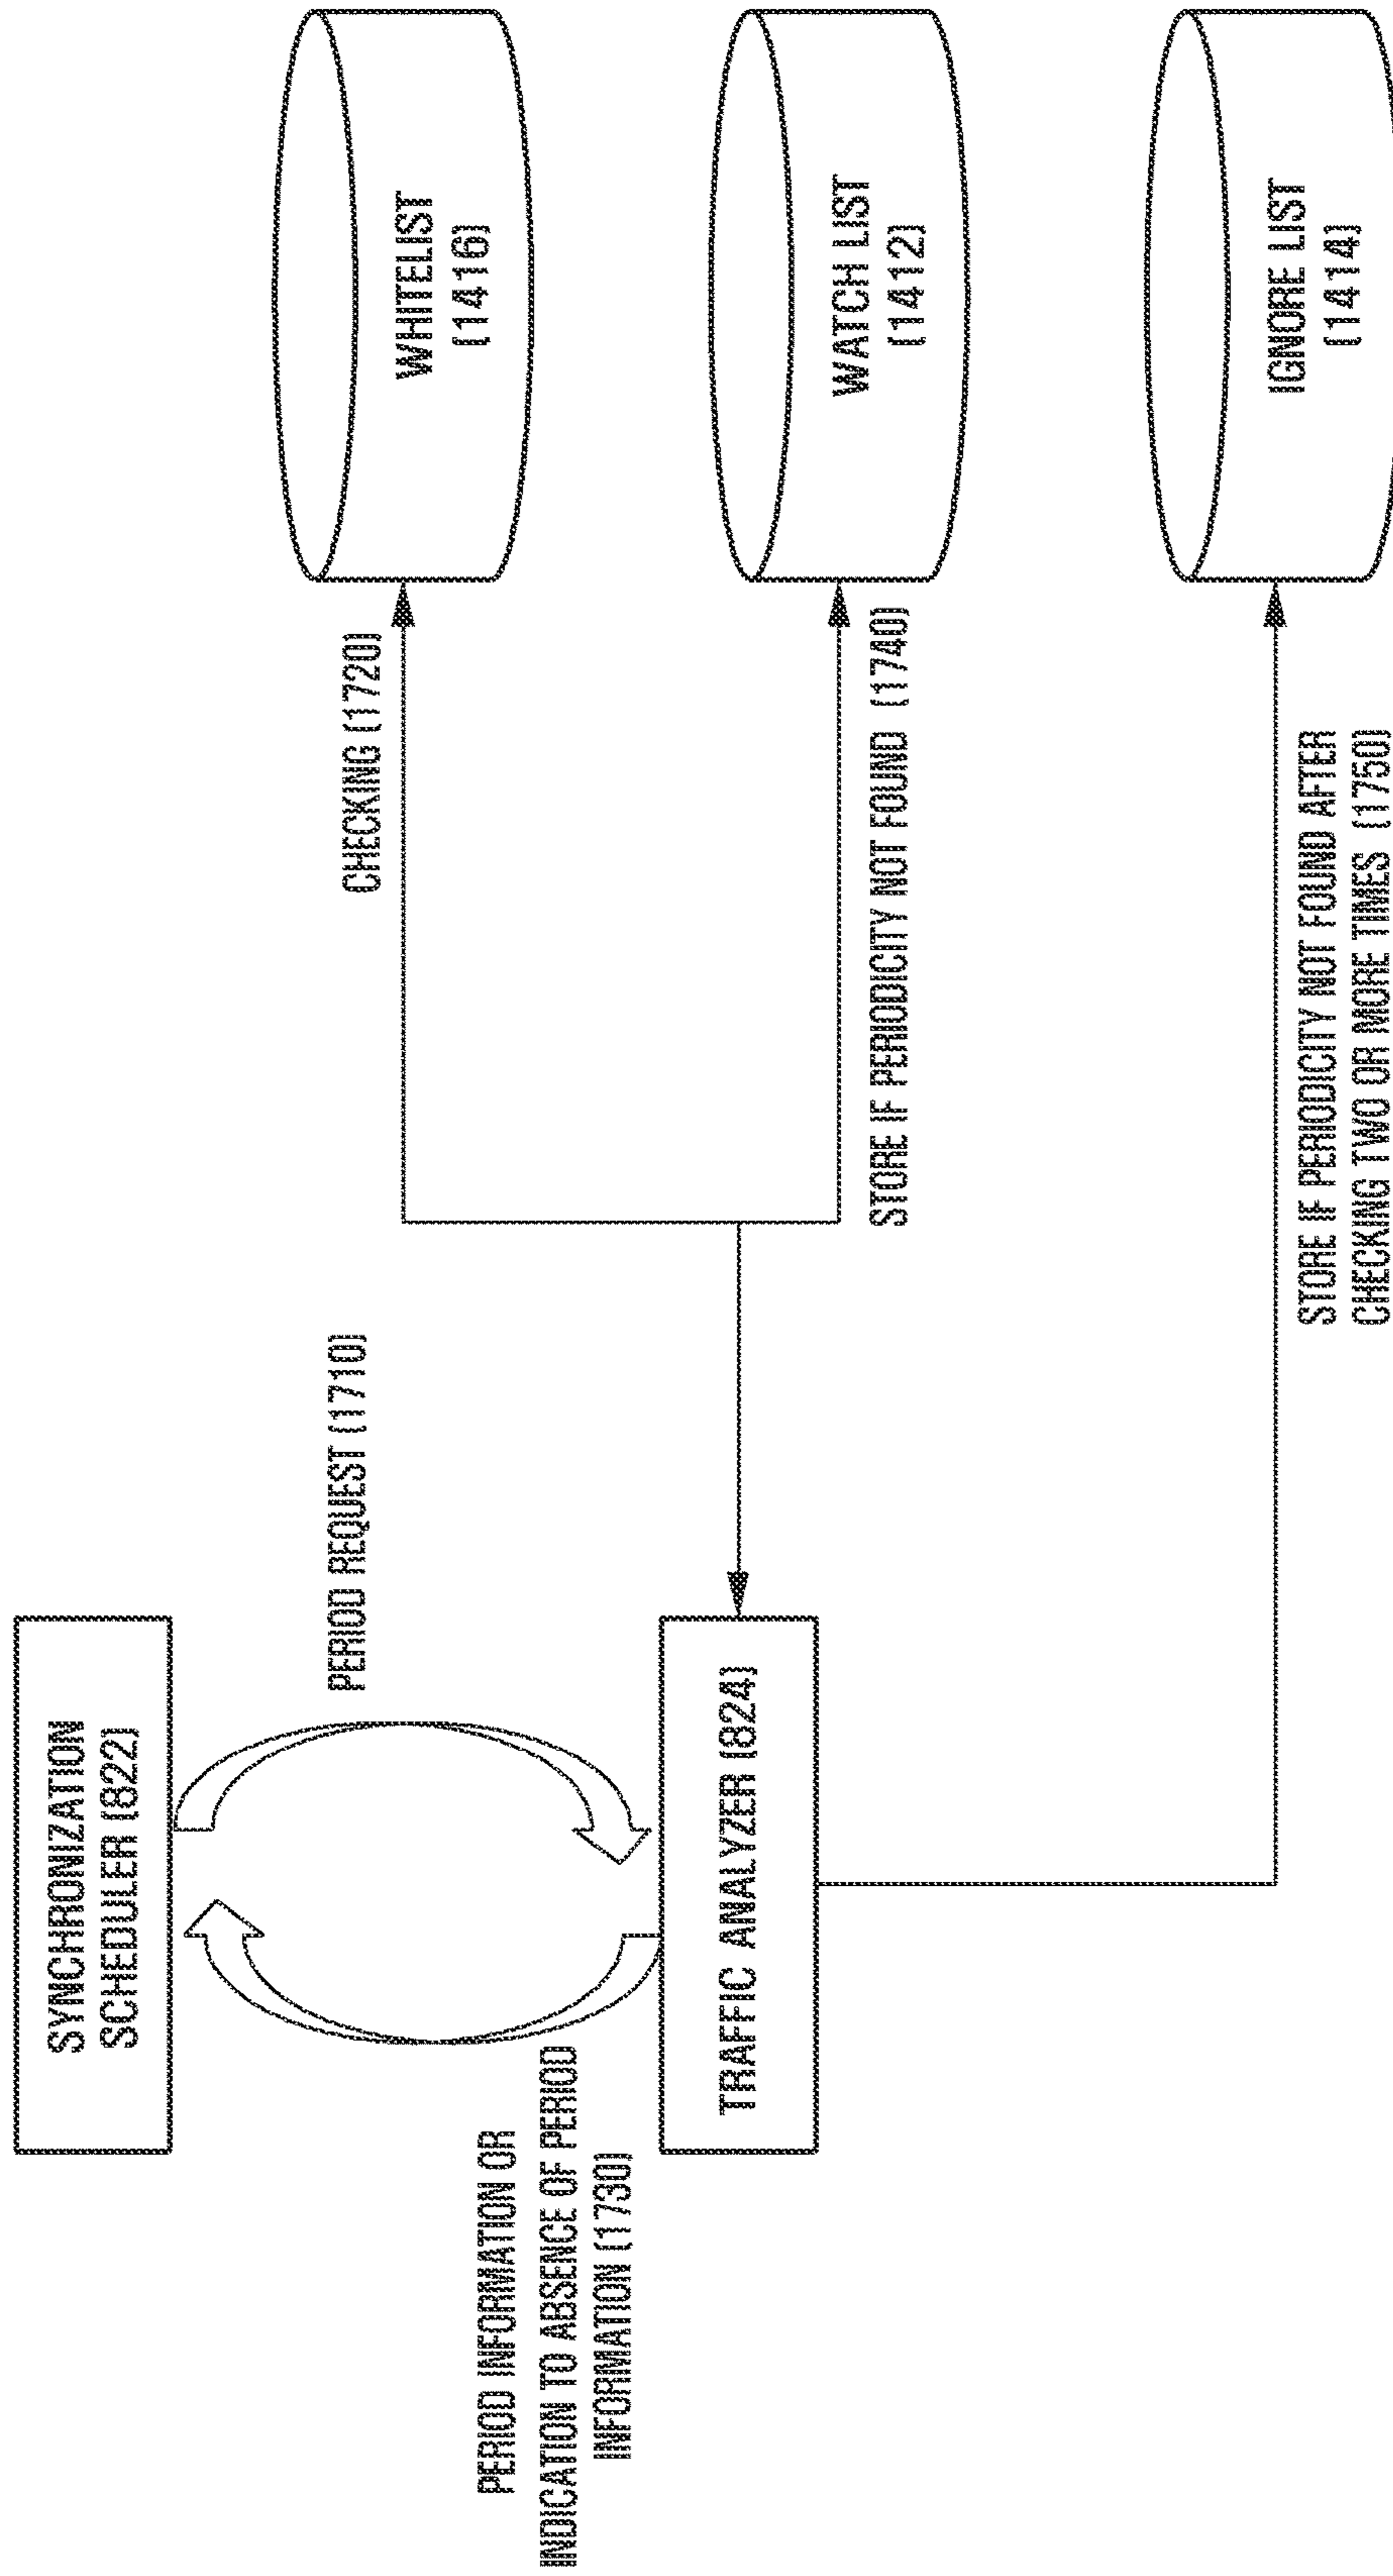 SYNCHRONIZATION
SCHEDULER (822)
PERIOD REQUEST (1710)
PERIOD INFORMATION OR
INDICATION TO ABSENCE OF PERIOD
INFORMATION (1730)
TRAFFIC ANALYZER (824)
CHECKING (1720)
WHITELIST
(1416)
STORE IF PERIODICITY NOT FOUND (1740)
WATCH LIST
(1412)
STORE IF PERIODICITY NOT FOUND AFTER
CHECKING TWO OR MORE TIMES (1750)
IGNORE LIST
(1414)